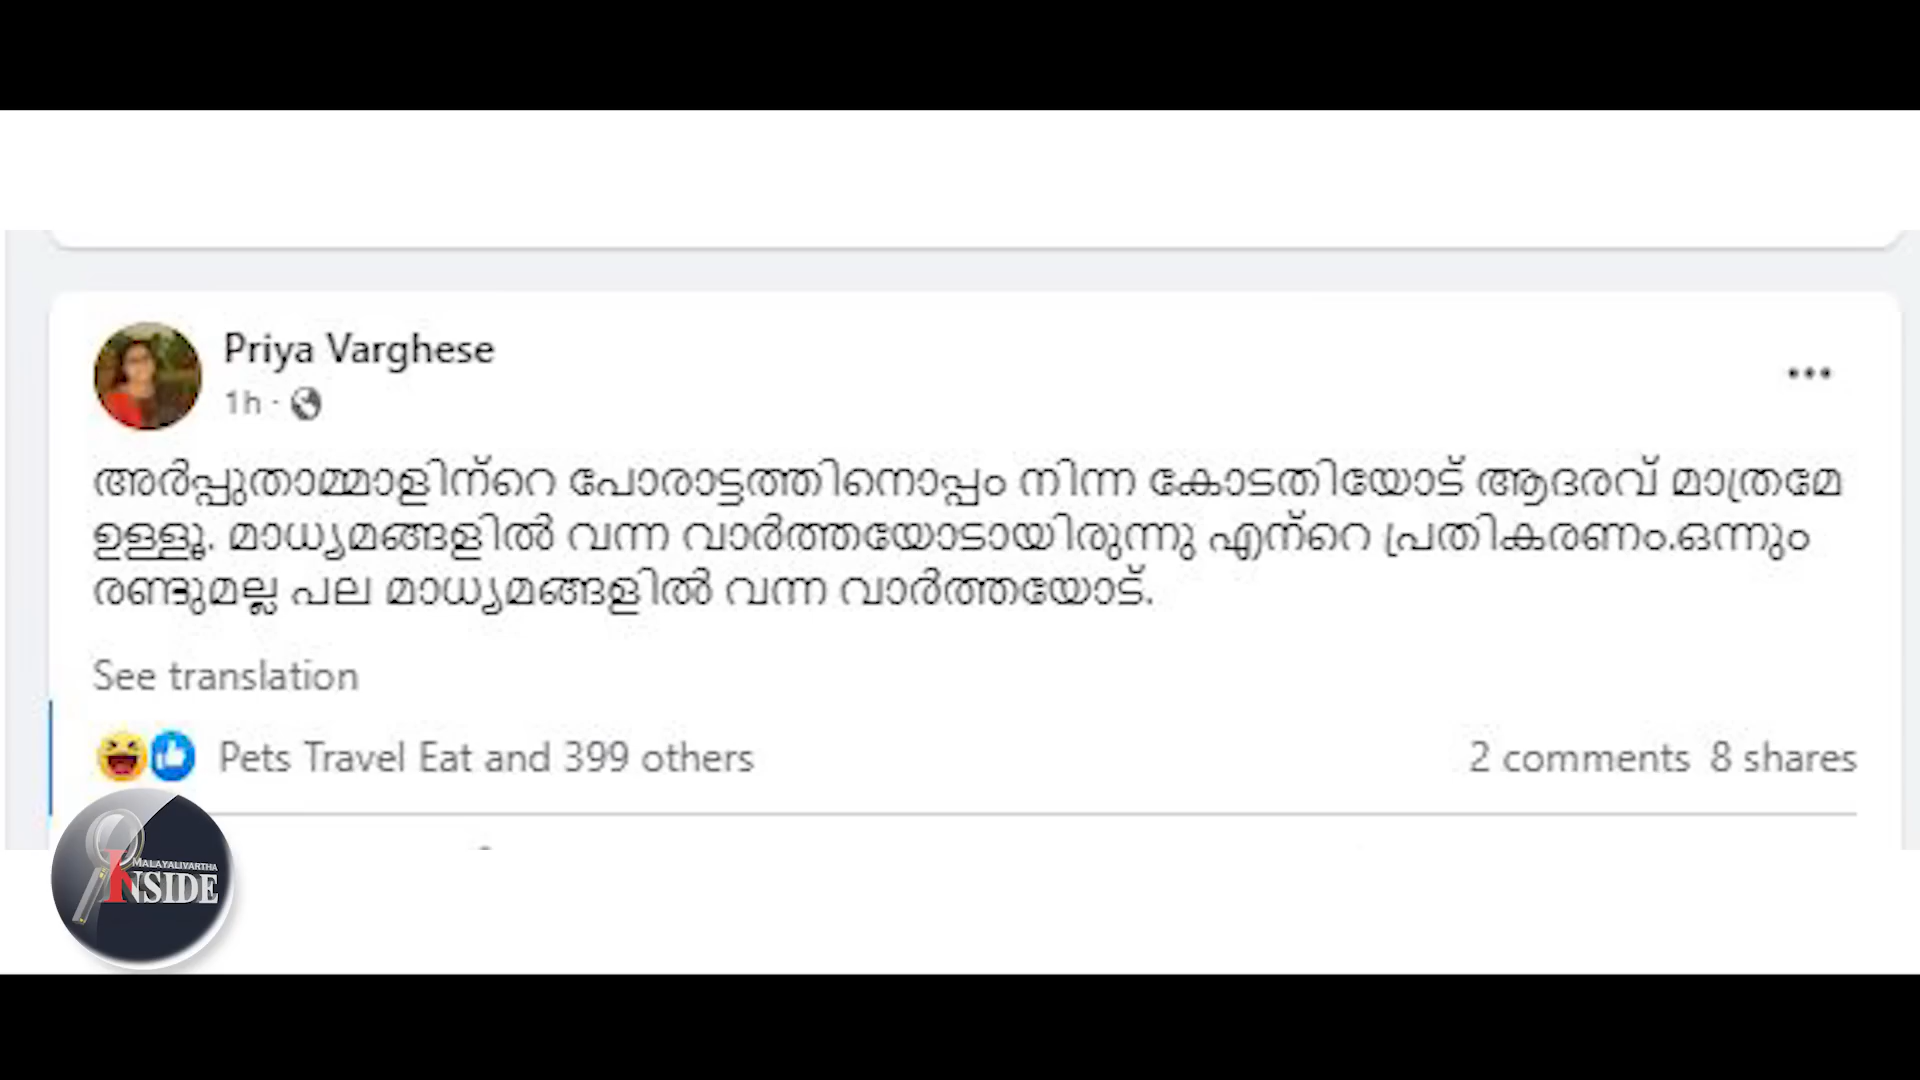 Priya Varghese
1h ·
അർപ്പുതാമ്മാളിന്റെ പോരാട്ടത്തിനൊപ്പം നിന്ന കോടതിയോട് ആദരവ് മാത്രമേ
ഉള്ളൂ. മാധ്യമങ്ങളിൽ വന്ന വാർത്തയോടായിരുന്നു എന്റെ പ്രതികരണം.ഒന്നും
രണ്ടുമല്ല പല മാധ്യമങ്ങളിൽ വന്ന വാർത്തയോട്.
See translation
Pets Travel Eat and 399 others 2 comments 8 shares
MALAYALIVARTHA
INSIDE